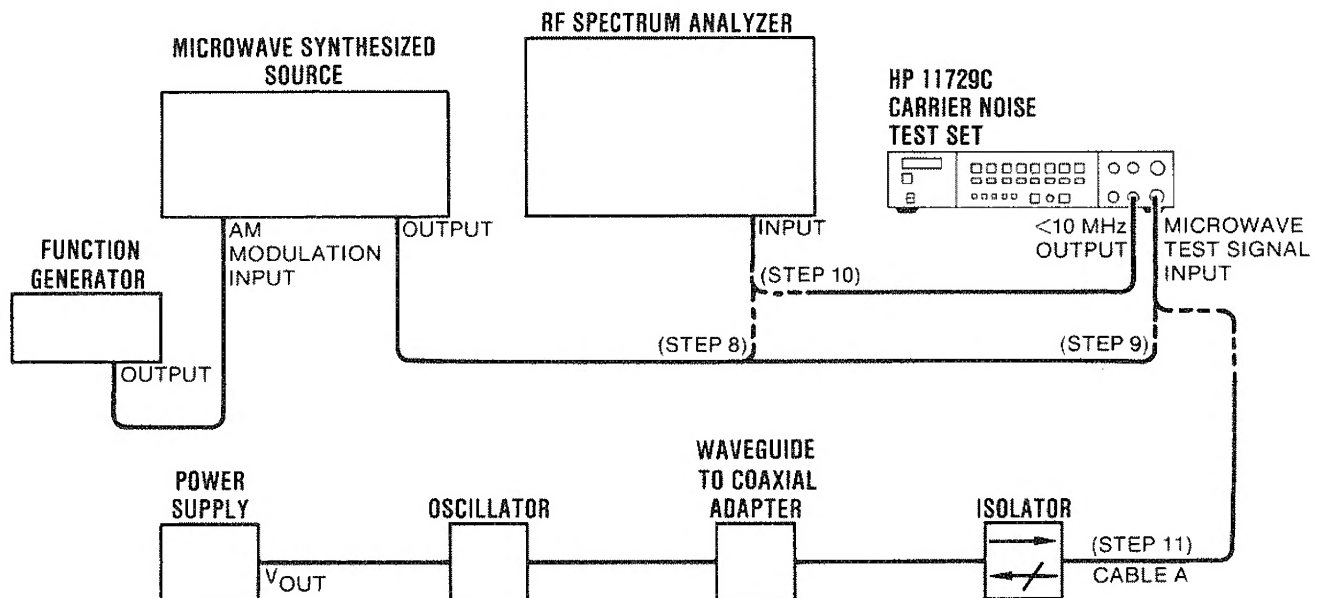 RF SPECTRUM ANALYZER
MICROWAVE SYNTHESIZED
SOURCE
HP 11729C
CARRIER NOISE
TEST SET
AM
MODULATION
INPUT
OUTPUT
INPUT
<10 MHz
OUTPUT
MICROWAVE
TEST SIGNAL
INPUT
FUNCTION
GENERATOR
OUTPUT
(STEP 10)
(STEP 8)
(STEP 9)
POWER
SUPPLY
VOUT
OSCILLATOR
WAVEGUIDE
TO COAXIAL
ADAPTER
ISOLATOR
(STEP 11)
CABLE A